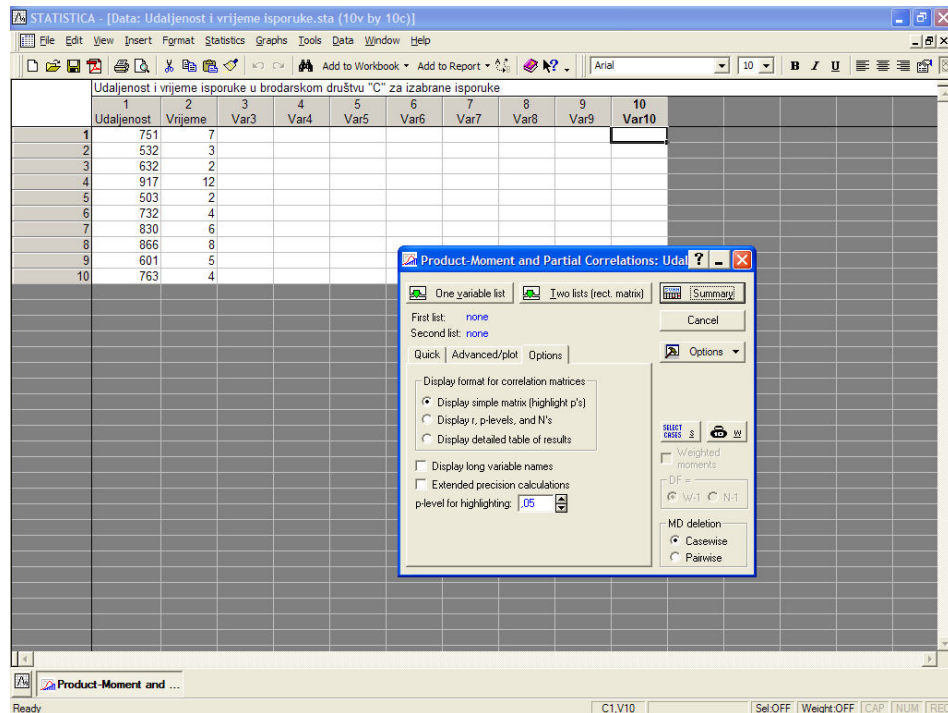 STATISTICA - [Data: Udaljenost i vrijeme isporuke.sta (10v by 10c)]
File Edit View Insert Format Statistics Graphs Tools Data Window Help
Add to Workbook Add to Report Arial 10 B I U
Udaljenost i vrijeme isporuke u brodarskom društvu "C" za izabrane isporuke
1 2 3 4 5 6 7 8 9 10
Udaljenost Vrijeme Var3 Var4 Var5 Var6 Var7 Var8 Var9 Var10
1 751 7
2 532 3
3 632 2
4 917 12
5 503 2
6 732 4
7 830 6
8 866 8
9 601 5
10 763 4
Product-Moment and Partial Correlations: Udal
One variable list Two lists (rect. matrix) Summary
First list: none
Second list: none
Cancel
Options
Quick Advanced/plot Options
Display format for correlation matrices
Display simple matrix (highlight p's)
Display r, p-levels, and N's
Display detailed table of results
Display long variable names
Extended precision calculations
p-level for highlighting: ,05
SELECT CASES S W
Weighted moments
DF =
W-1 N-1
MD deletion
Casewise
Pairwise
Product-Moment and ...
Ready C1,V10 Sel:OFF Weight:OFF CAP NUM REC